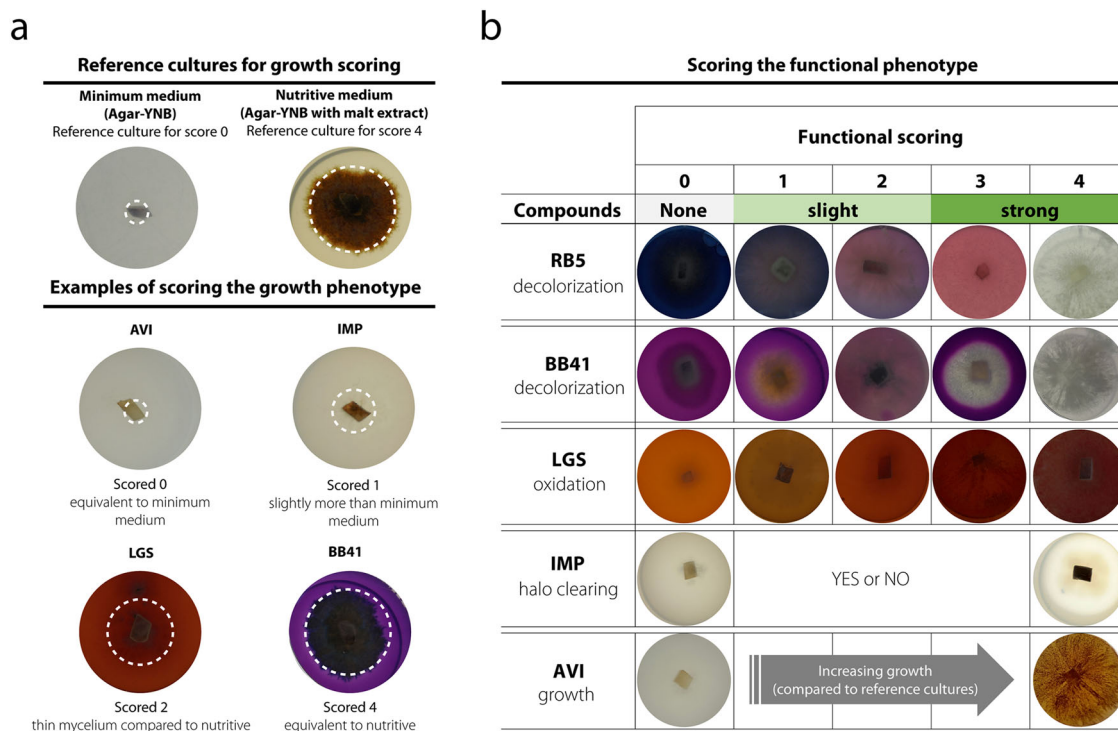 a
Reference cultures for growth scoring
Minimum medium
(Agar-YNB)
Reference culture for score 0
Nutritive medium
(Agar-YNB with malt extract)
Reference culture for score 4
Examples of scoring the growth phenotype
AVI
IMP
Scored 0
equivalent to minimum
medium
Scored 1
slightly more than minimum
medium
LGS
BB41
Scored 2
thin mycelium compared to nutritive
Scored 4
equivalent to nutritive
b
Scoring the functional phenotype
Functional scoring
0 1 2 3 4
Compounds None slight strong
RB5
decolorization
BB41
decolorization
LGS
oxidation
IMP
halo clearing
YES or NO
AVI
growth
Increasing growth
(compared to reference cultures)